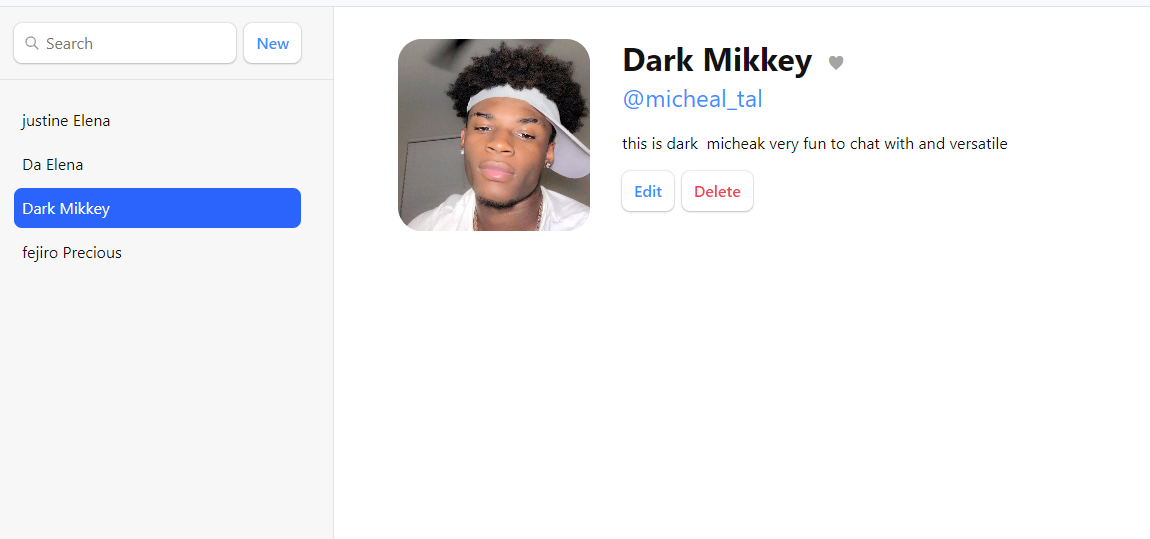 Search
New
justine Elena
Da Elena
Dark Mikkey
fejiro Precious
Dark Mikkey
@micheal_tal
this is dark  micheak very fun to chat with and versatile
Edit
Delete